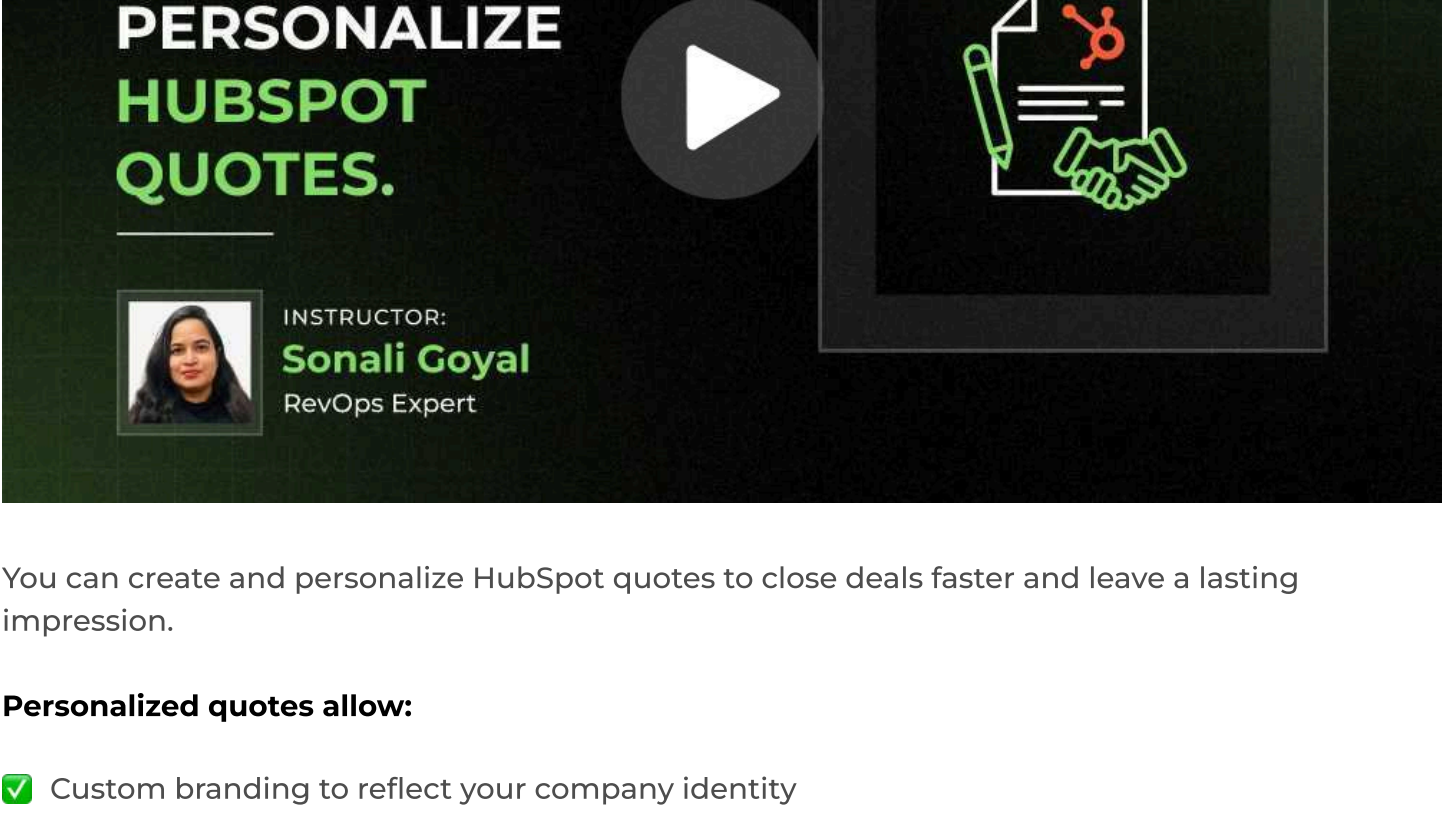 PERSONALIZE
HUBSPOT
QUOTES.
INSTRUCTOR:
Sonali Goyal
RevOps Expert
You can create and personalize HubSpot quotes to close deals faster and leave a lasting
impression.
Personalized quotes allow:
✅ Custom branding to reflect your company identity